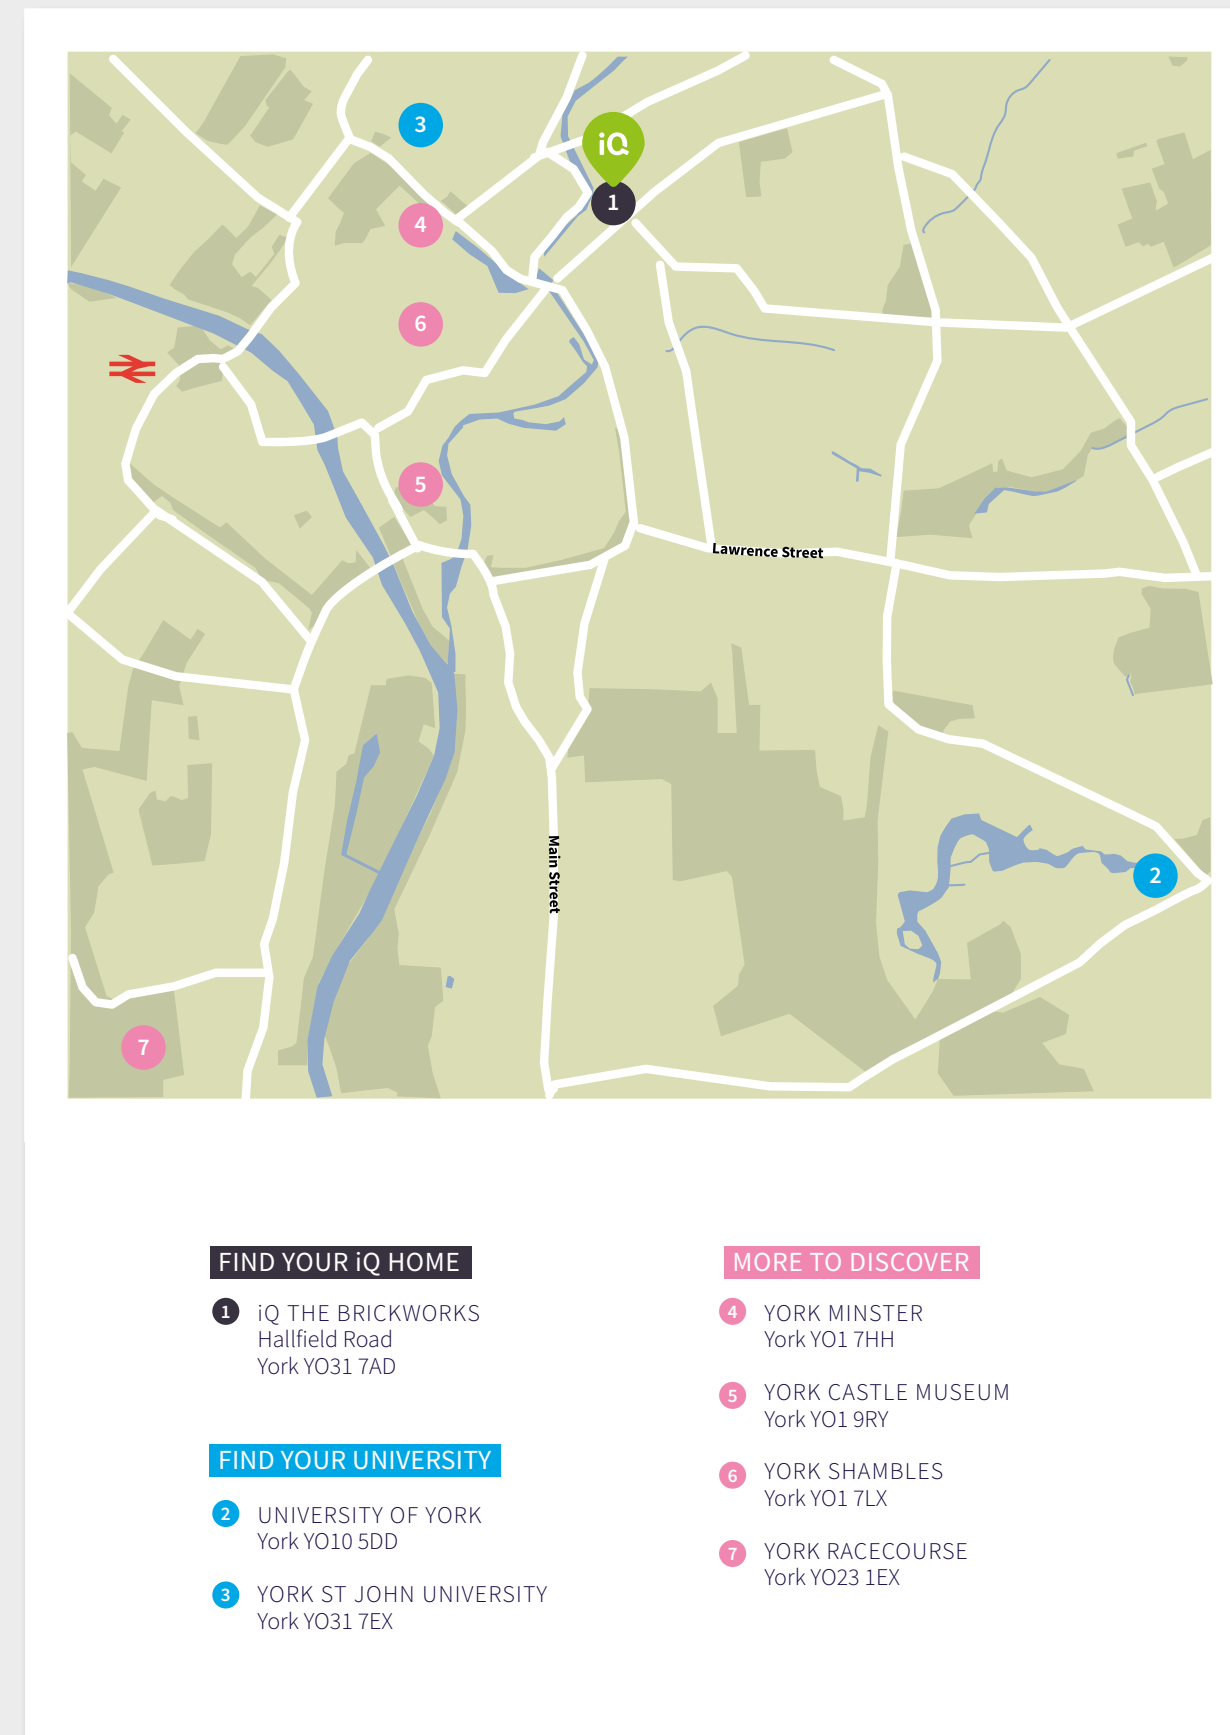 3
iQ
1
4
6
5
Lawrence Street
Main Street
2
7
FIND YOUR iQ HOME
1
iQ THE BRICKWORKS
Hallfield Road
York YO31 7AD
FIND YOUR UNIVERSITY
2
UNIVERSITY OF YORK
York YO10 5DD
3
YORK ST JOHN UNIVERSITY
York YO31 7EX
MORE TO DISCOVER
4
YORK MINSTER
York YO1 7HH
5
YORK CASTLE MUSEUM
York YO1 9RY
6
YORK SHAMBLES
York YO1 7LX
7
YORK RACECOURSE
York YO23 1EX